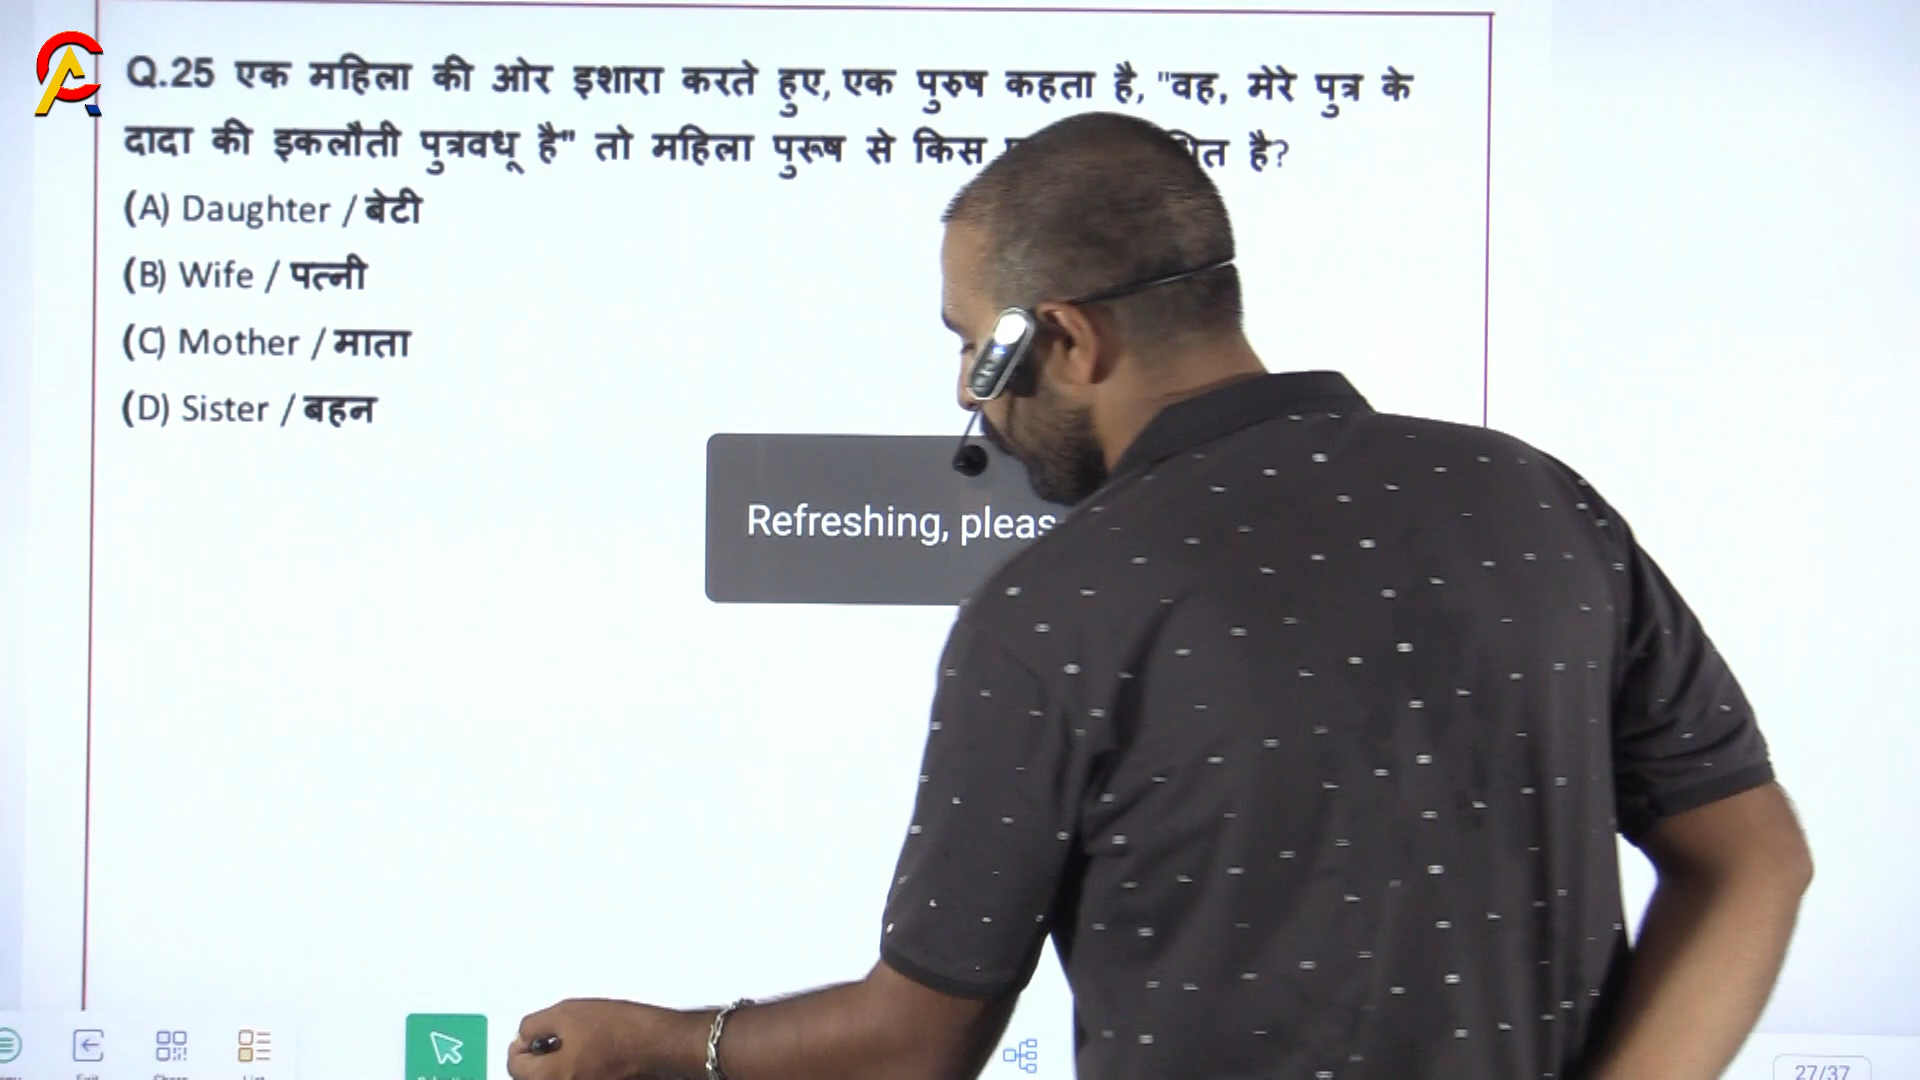 Q.25 एक महिला की ओर इशारा करते हुए, एक पुरुष कहता है, "वह, मेरे पुत्र के
दादा की इकलौती पुत्रवधू है" तो महिला पुरूष से किस है?
(A) Daughter / बेटी
(B) Wife / पत्नी
(C) Mother / माता
(D) Sister / बहन
Refreshing,
27/37